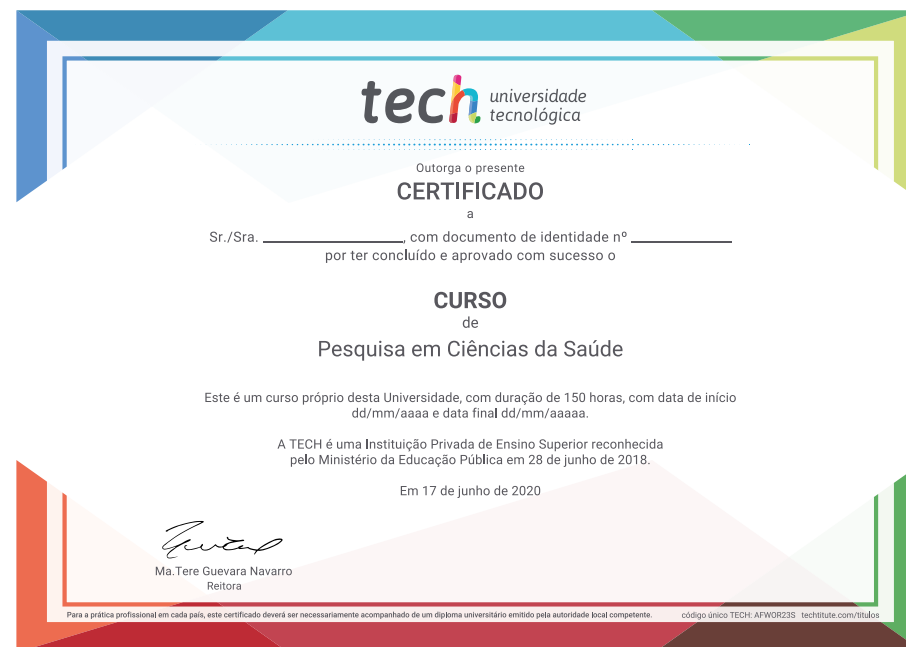 tech universidade
tecnológica
Outorga o presente
CERTIFICADO
a
Sr./Sra. ________________, com documento de identidade nº ____________
por ter concluído e aprovado com sucesso o
CURSO
de
Pesquisa em Ciências da Saúde
Este é um curso próprio desta Universidade, com duração de 150 horas, com data de início
dd/mm/aaaa e data final dd/mm/aaaaa.
A TECH é uma Instituição Privada de Ensino Superior reconhecida
pelo Ministério da Educação Pública em 28 de junho de 2018.
Em 17 de junho de 2020
Ma.Tere Guevara Navarro
Reitora
Para a prática profissional em cada país, este certificado deverá ser necessariamente acompanhado de um diploma universitário emitido pela autoridade local competente. código único TECH: AFWOR23S techtitute.com/titulos